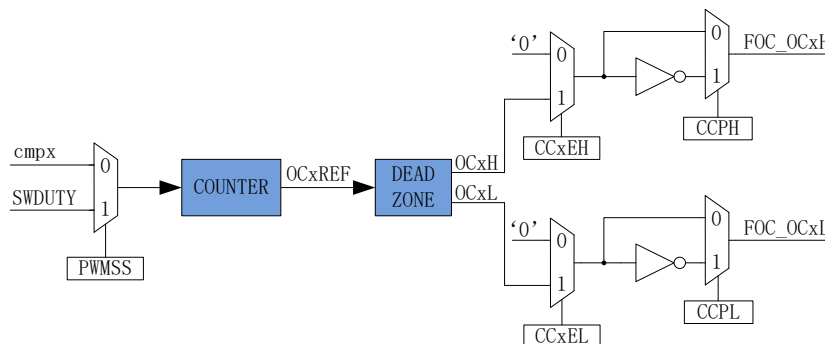 ‘0’
0
1
CCxEH
0
1
CCPH
FOC_OCxH
cmpx
SWDUTY
0
1
PWMSS
COUNTER
OCxREF
DEAD
ZONE
OCxH
OCxL
‘0’
0
1
CCxEL
0
1
CCPL
FOC_OCxL